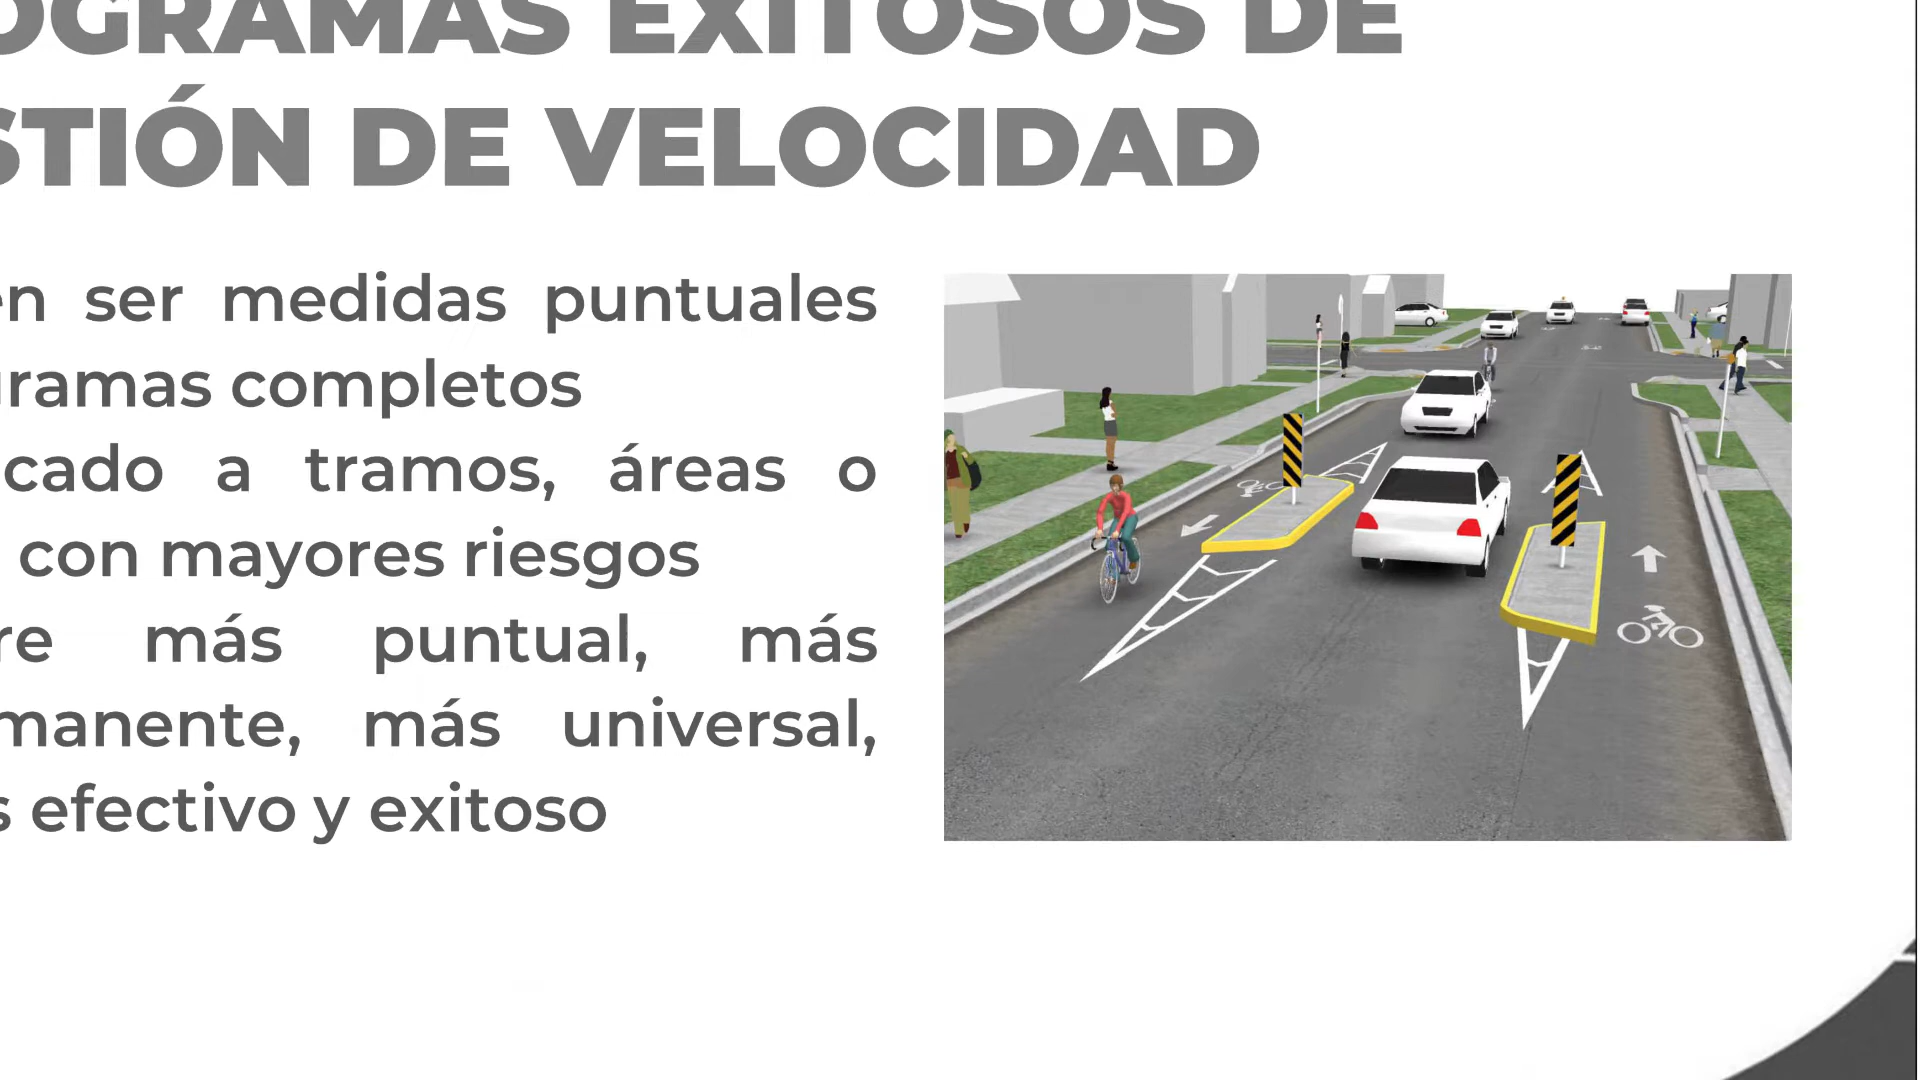 OGRAMAS EXITOSOS DE
STIÓN DE VELOCIDAD
en ser medidas puntuales
gramas completos
cado a tramos, áreas o
con mayores riesgos
re más puntual, más
manente, más universal,
s efectivo y exitoso